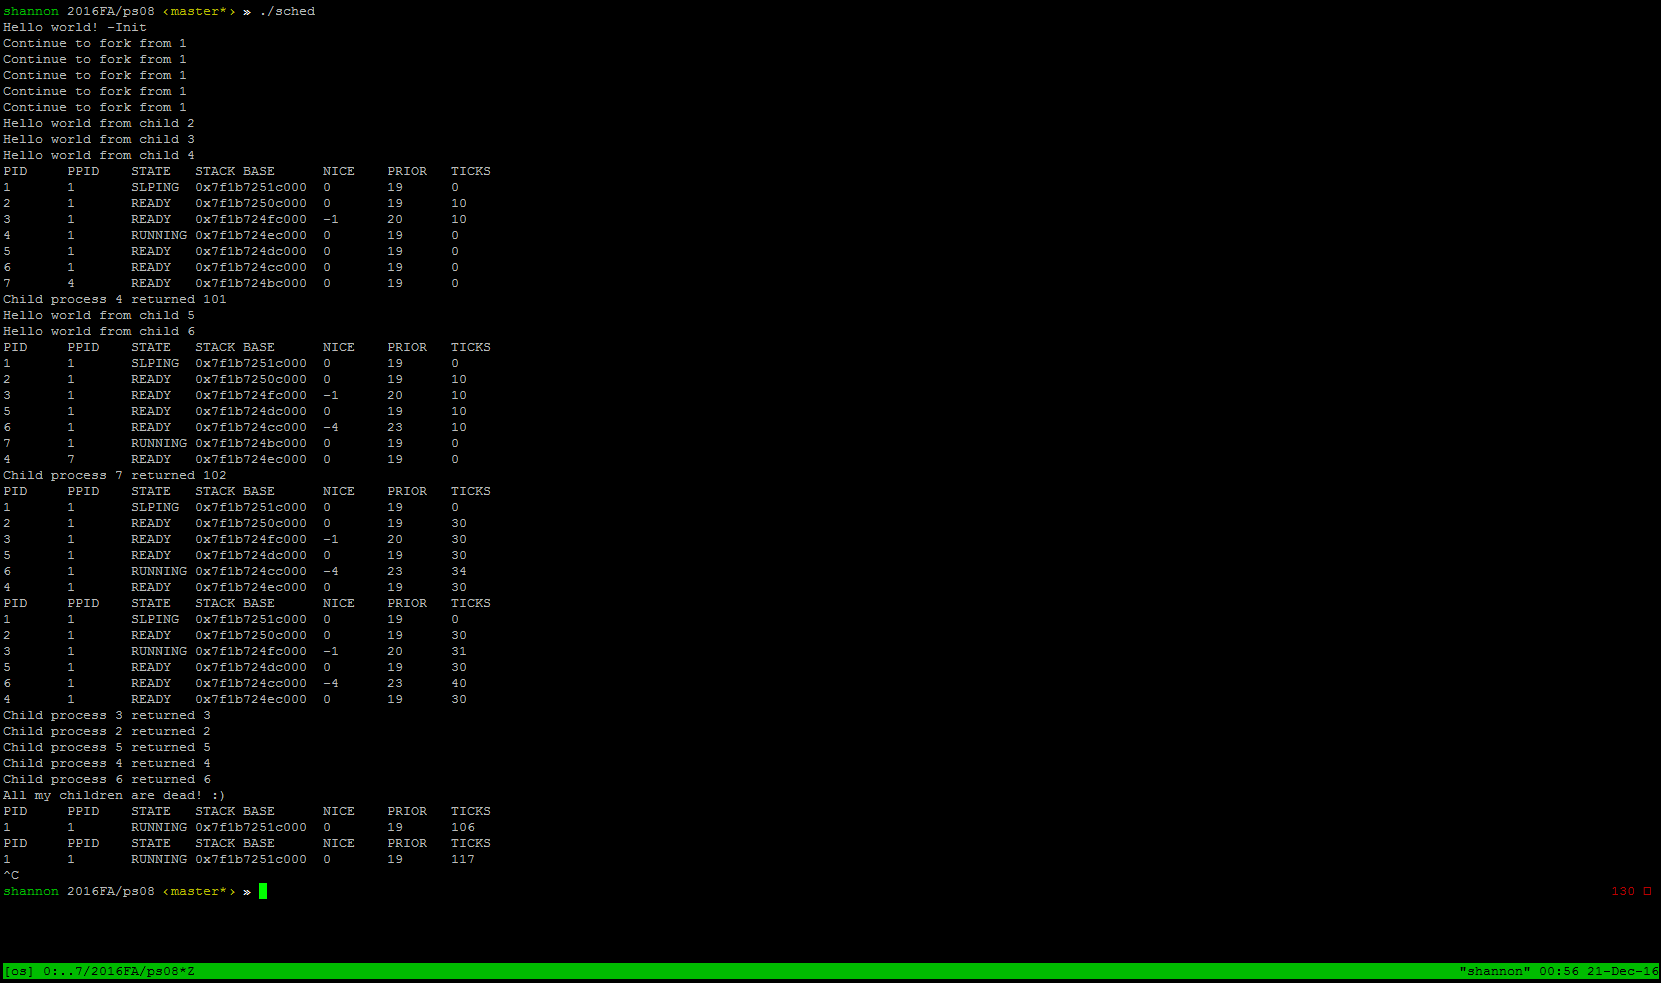 shannon 2016FA/ps08 ‹master*› » ./sched
Hello world! -Init
Continue to fork from 1
Continue to fork from 1
Continue to fork from 1
Continue to fork from 1
Continue to fork from 1
Hello world from child 2
Hello world from child 3
Hello world from child 4
PID PPID STATE STACK BASE NICE PRIOR TICKS
1 1 SLPING 0x7f1b7251c000 0 19 0
2 1 READY 0x7f1b7250c000 0 19 10
3 1 READY 0x7f1b724fc000 -1 20 10
4 1 RUNNING 0x7f1b724ec000 0 19 0
5 1 READY 0x7f1b724dc000 0 19 0
6 1 READY 0x7f1b724cc000 0 19 0
7 4 READY 0x7f1b724bc000 0 19 0
Child process 4 returned 101
Hello world from child 5
Hello world from child 6
PID PPID STATE STACK BASE NICE PRIOR TICKS
1 1 SLPING 0x7f1b7251c000 0 19 0
2 1 READY 0x7f1b7250c000 0 19 10
3 1 READY 0x7f1b724fc000 -1 20 10
5 1 READY 0x7f1b724dc000 0 19 10
6 1 READY 0x7f1b724cc000 -4 23 10
7 1 RUNNING 0x7f1b724bc000 0 19 0
4 7 READY 0x7f1b724ec000 0 19 0
Child process 7 returned 102
PID PPID STATE STACK BASE NICE PRIOR TICKS
1 1 SLPING 0x7f1b7251c000 0 19 0
2 1 READY 0x7f1b7250c000 0 19 30
3 1 READY 0x7f1b724fc000 -1 20 30
5 1 READY 0x7f1b724dc000 0 19 30
6 1 RUNNING 0x7f1b724cc000 -4 23 34
4 1 READY 0x7f1b724ec000 0 19 30
PID PPID STATE STACK BASE NICE PRIOR TICKS
1 1 SLPING 0x7f1b7251c000 0 19 0
2 1 READY 0x7f1b7250c000 0 19 30
3 1 RUNNING 0x7f1b724fc000 -1 20 31
5 1 READY 0x7f1b724dc000 0 19 30
6 1 READY 0x7f1b724cc000 -4 23 40
4 1 READY 0x7f1b724ec000 0 19 30
Child process 3 returned 3
Child process 2 returned 2
Child process 5 returned 5
Child process 4 returned 4
Child process 6 returned 6
All my children are dead! :)
PID PPID STATE STACK BASE NICE PRIOR TICKS
1 1 RUNNING 0x7f1b7251c000 0 19 106
PID PPID STATE STACK BASE NICE PRIOR TICKS
1 1 RUNNING 0x7f1b7251c000 0 19 117
^C
shannon 2016FA/ps08 ‹master*› » 130
[os] 0:..7/2016FA/ps08*Z "shannon" 00:56 21-Dec-16